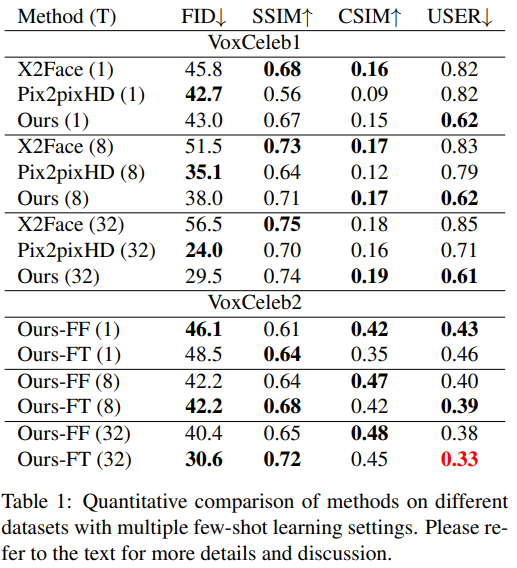 Method (T) FID↓ SSIM↑ CSIM↑ USER↓
VoxCeleb1
X2Face (1) 45.8 0.68 0.16 0.82
Pix2pixHD (1) 42.7 0.56 0.09 0.82
Ours (1) 43.0 0.67 0.15 0.62
X2Face (8) 51.5 0.73 0.17 0.83
Pix2pixHD (8) 35.1 0.64 0.12 0.79
Ours (8) 38.0 0.71 0.17 0.62
X2Face (32) 56.5 0.75 0.18 0.85
Pix2pixHD (32) 24.0 0.70 0.16 0.71
Ours (32) 29.5 0.74 0.19 0.61
VoxCeleb2
Ours-FF (1) 46.1 0.61 0.42 0.43
Ours-FT (1) 48.5 0.64 0.35 0.46
Ours-FF (8) 42.2 0.64 0.47 0.40
Ours-FT (8) 42.2 0.68 0.42 0.39
Ours-FF (32) 40.4 0.65 0.48 0.38
Ours-FT (32) 30.6 0.72 0.45 0.33
Table 1: Quantitative comparison of methods on different
datasets with multiple few-shot learning settings. Please re-
fer to the text for more details and discussion.